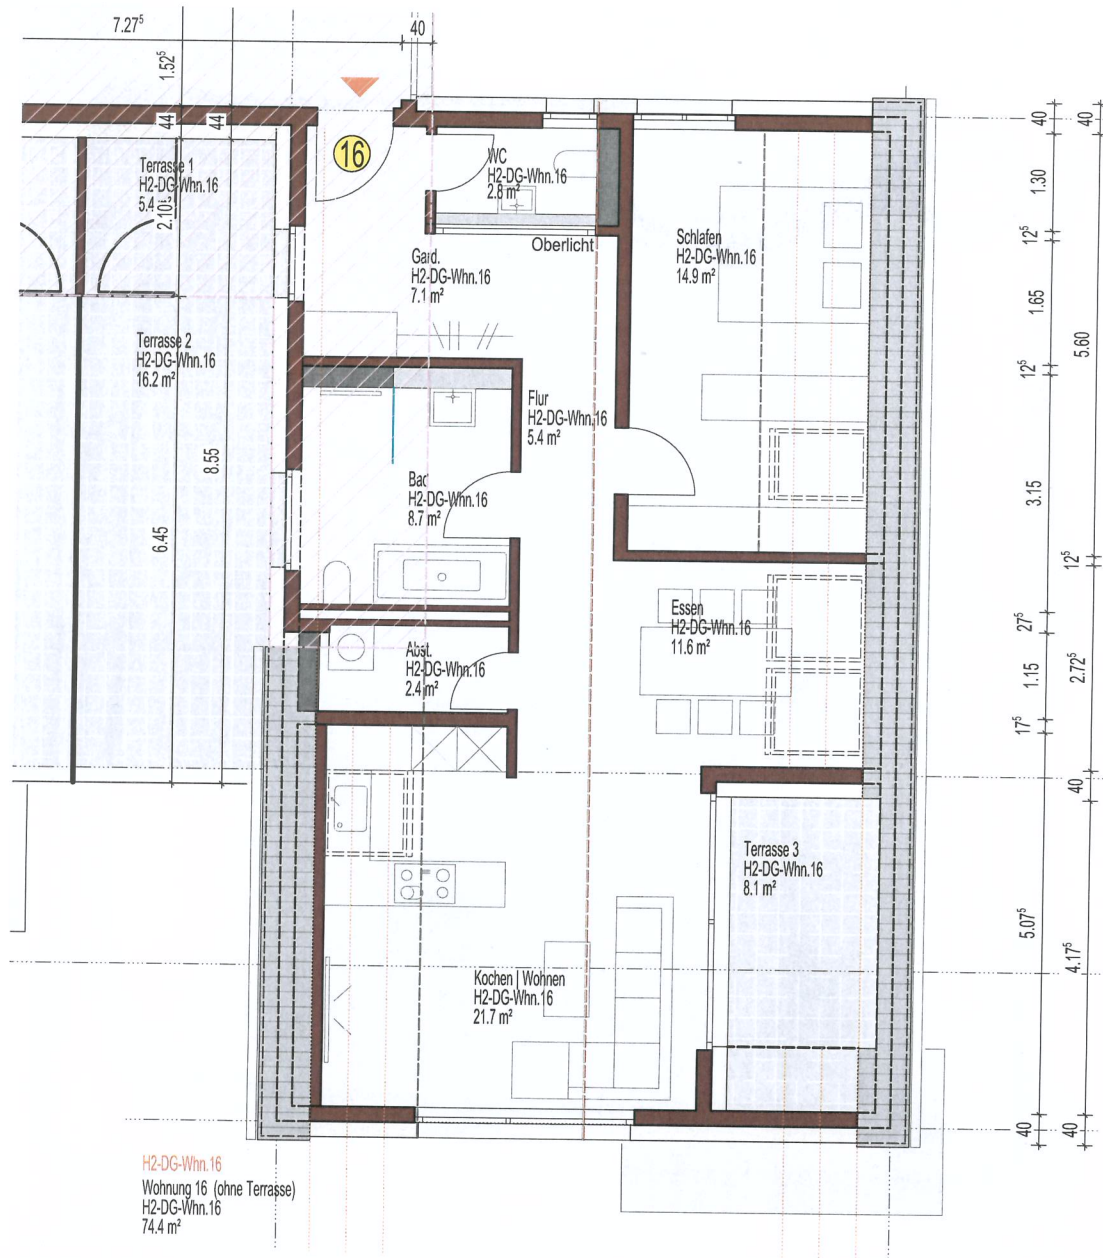 7.27⁵
40
1.52⁵
44
44
16
Terrasse 1
H2-DG-Whn.16
5.4
2.10⁵
WC
H2-DG-Whn.16
2.8 m²
Oberlicht
Gard.
H2-DG-Whn.16
7.1 m²
Schlafen
H2-DG-Whn.16
14.9 m²
Terrasse 2
H2-DG-Whn.16
16.2 m²
Flur
H2-DG-Whn.16
5.4 m²
Bad
H2-DG-Whn.16
8.7 m²
8.55
6.45
Essen
H2-DG-Whn.16
11.6 m²
Abst.
H2-DG-Whn.16
2.4 m²
Terrasse 3
H2-DG-Whn.16
8.1 m²
Kochen | Wohnen
H2-DG-Whn.16
21.7 m²
40
1.30
12⁵
1.65
12⁵
3.15
12⁵
27⁵
1.15
17⁵
5.07⁵
40
40
5.60
2.72⁵
40
4.17⁵
40
H2-DG-Whn.16
Wohnung 16 (ohne Terrasse)
H2-DG-Whn.16
74.4 m²